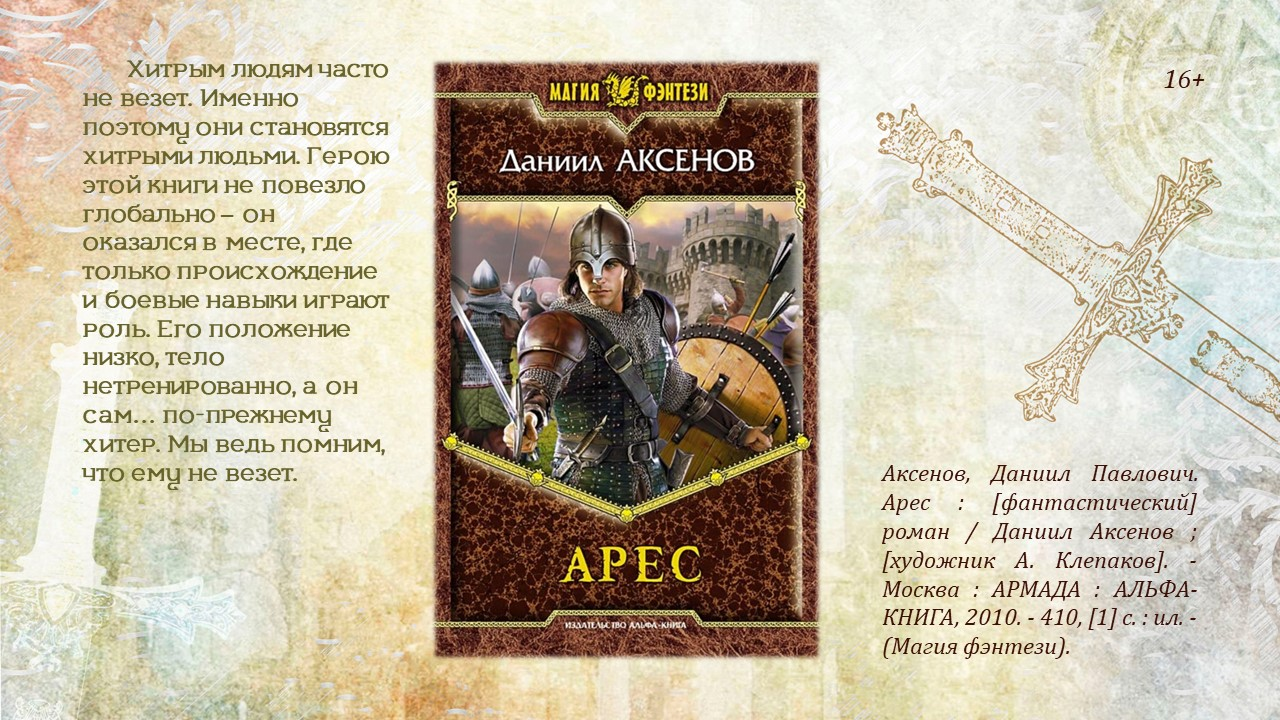 Хитрым людям часто
не везет. Именно
поэтому они становятся
хитрыми людьми. Герою
этой книги не повезло
глобально – он
оказался в месте, где
только происхождение
и боевые навыки играют
роль. Его положение
низко, тело
нетренированно, а он
сам... по-прежнему
хитер. Мы ведь помним,
что ему не везет.
МАГИЯ ФЭНТЕЗИ
Даниил АКСЕНОВ
АРЕС
ИЗДАТЕЛЬСТВО АЛЬФА-КНИГА
16+
Аксенов, Даниил Павлович.
Арес : [фантастический]
роман / Даниил Аксенов ;
[художник А. Клепаков]. -
Москва : АРМАДА : АЛЬФА-
КНИГА, 2010. - 410, [1] с. : ил. -
(Магия фэнтези).